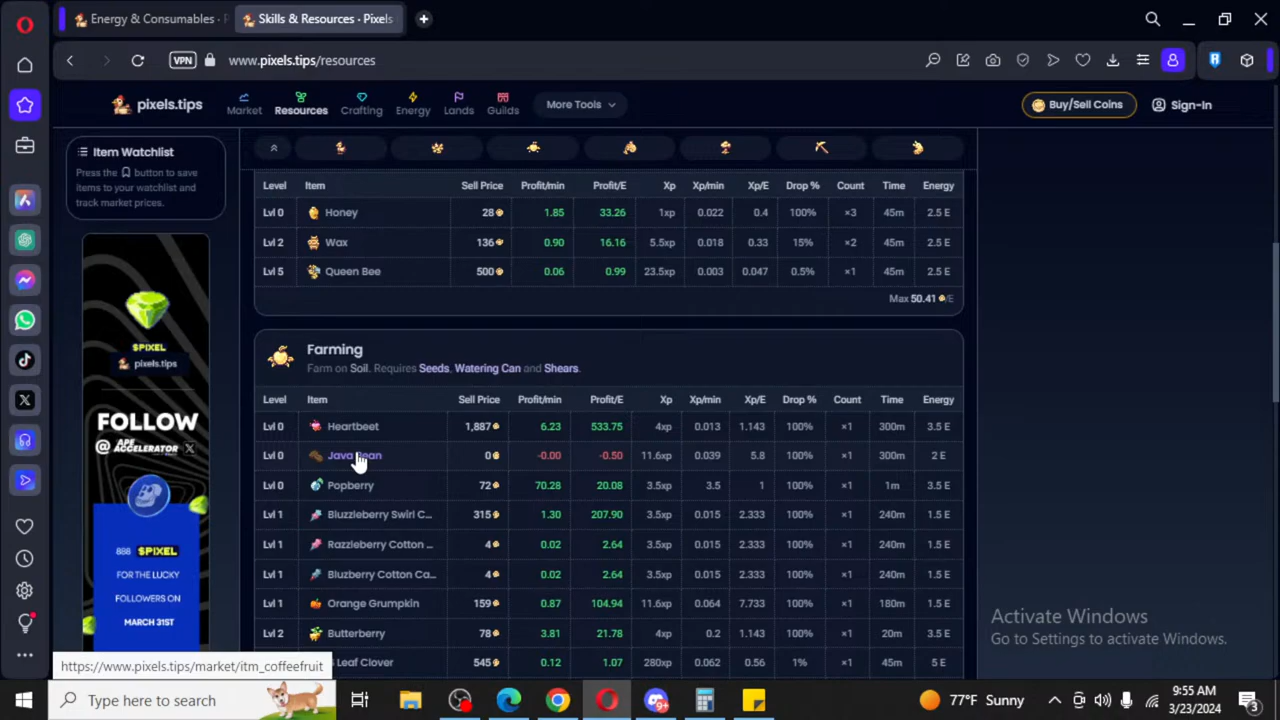 Energy & Consumables ·
Skills & Resources · Pixels
VPN
www.pixels.tips/resources
pixels.tips
Market
Resources
Crafting
Energy
Lands
Guilds
More Tools
Buy/Sell Coins
Sign-In
Item Watchlist
Press the button to save
items to your watchlist and
track market prices.
$PIXEL
pixels.tips
FOLLOW
@ APE ACCELERATOR X
888 $PIXEL
FOR THE LUCKY
FOLLOWERS ON
MARCH 31ST
Level Item Sell Price Profit/min Profit/E Xp Xp/min Xp/E Drop % Count Time Energy
Lvl 0 Honey 28 1.85 33.26 1xp 0.022 0.4 100% ×3 45m 2.5 E
Lvl 2 Wax 136 0.90 16.16 5.5xp 0.018 0.33 15% ×2 45m 2.5 E
Lvl 5 Queen Bee 500 0.06 0.99 23.5xp 0.003 0.047 0.5% ×1 45m 2.5 E
Max 50.41 /E
Farming
Farm on Soil. Requires Seeds, Watering Can and Shears.
Level Item Sell Price Profit/min Profit/E Xp Xp/min Xp/E Drop % Count Time Energy
Lvl 0 Heartbeet 1,887 6.23 533.75 4xp 0.013 1.143 100% ×1 300m 3.5 E
Lvl 0 Java Bean 0 -0.00 -0.50 11.6xp 0.039 5.8 100% ×1 300m 2 E
Lvl 0 Popberry 72 70.28 20.08 3.5xp 3.5 1 100% ×1 1m 3.5 E
Lvl 1 Bluzzleberry Swirl C... 315 1.30 207.90 3.5xp 0.015 2.333 100% ×1 240m 1.5 E
Lvl 1 Razzleberry Cotton ... 4 0.02 2.64 3.5xp 0.015 2.333 100% ×1 240m 1.5 E
Lvl 1 Bluzberry Cotton Ca... 4 0.02 2.64 3.5xp 0.015 2.333 100% ×1 240m 1.5 E
Lvl 1 Orange Grumpkin 159 0.87 104.94 11.6xp 0.064 7.733 100% ×1 180m 1.5 E
Lvl 2 Butterberry 78 3.81 21.78 4xp 0.2 1.143 100% ×1 20m 3.5 E
Leaf Clover 545 0.12 1.07 280xp 0.062 0.56 1% ×1 45m 5 E
https://www.pixels.tips/market/itm_coffeefruit
Activate Windows
Go to Settings to activate Windows.
Type here to search
77°F Sunny
9:55 AM
3/23/2024
3